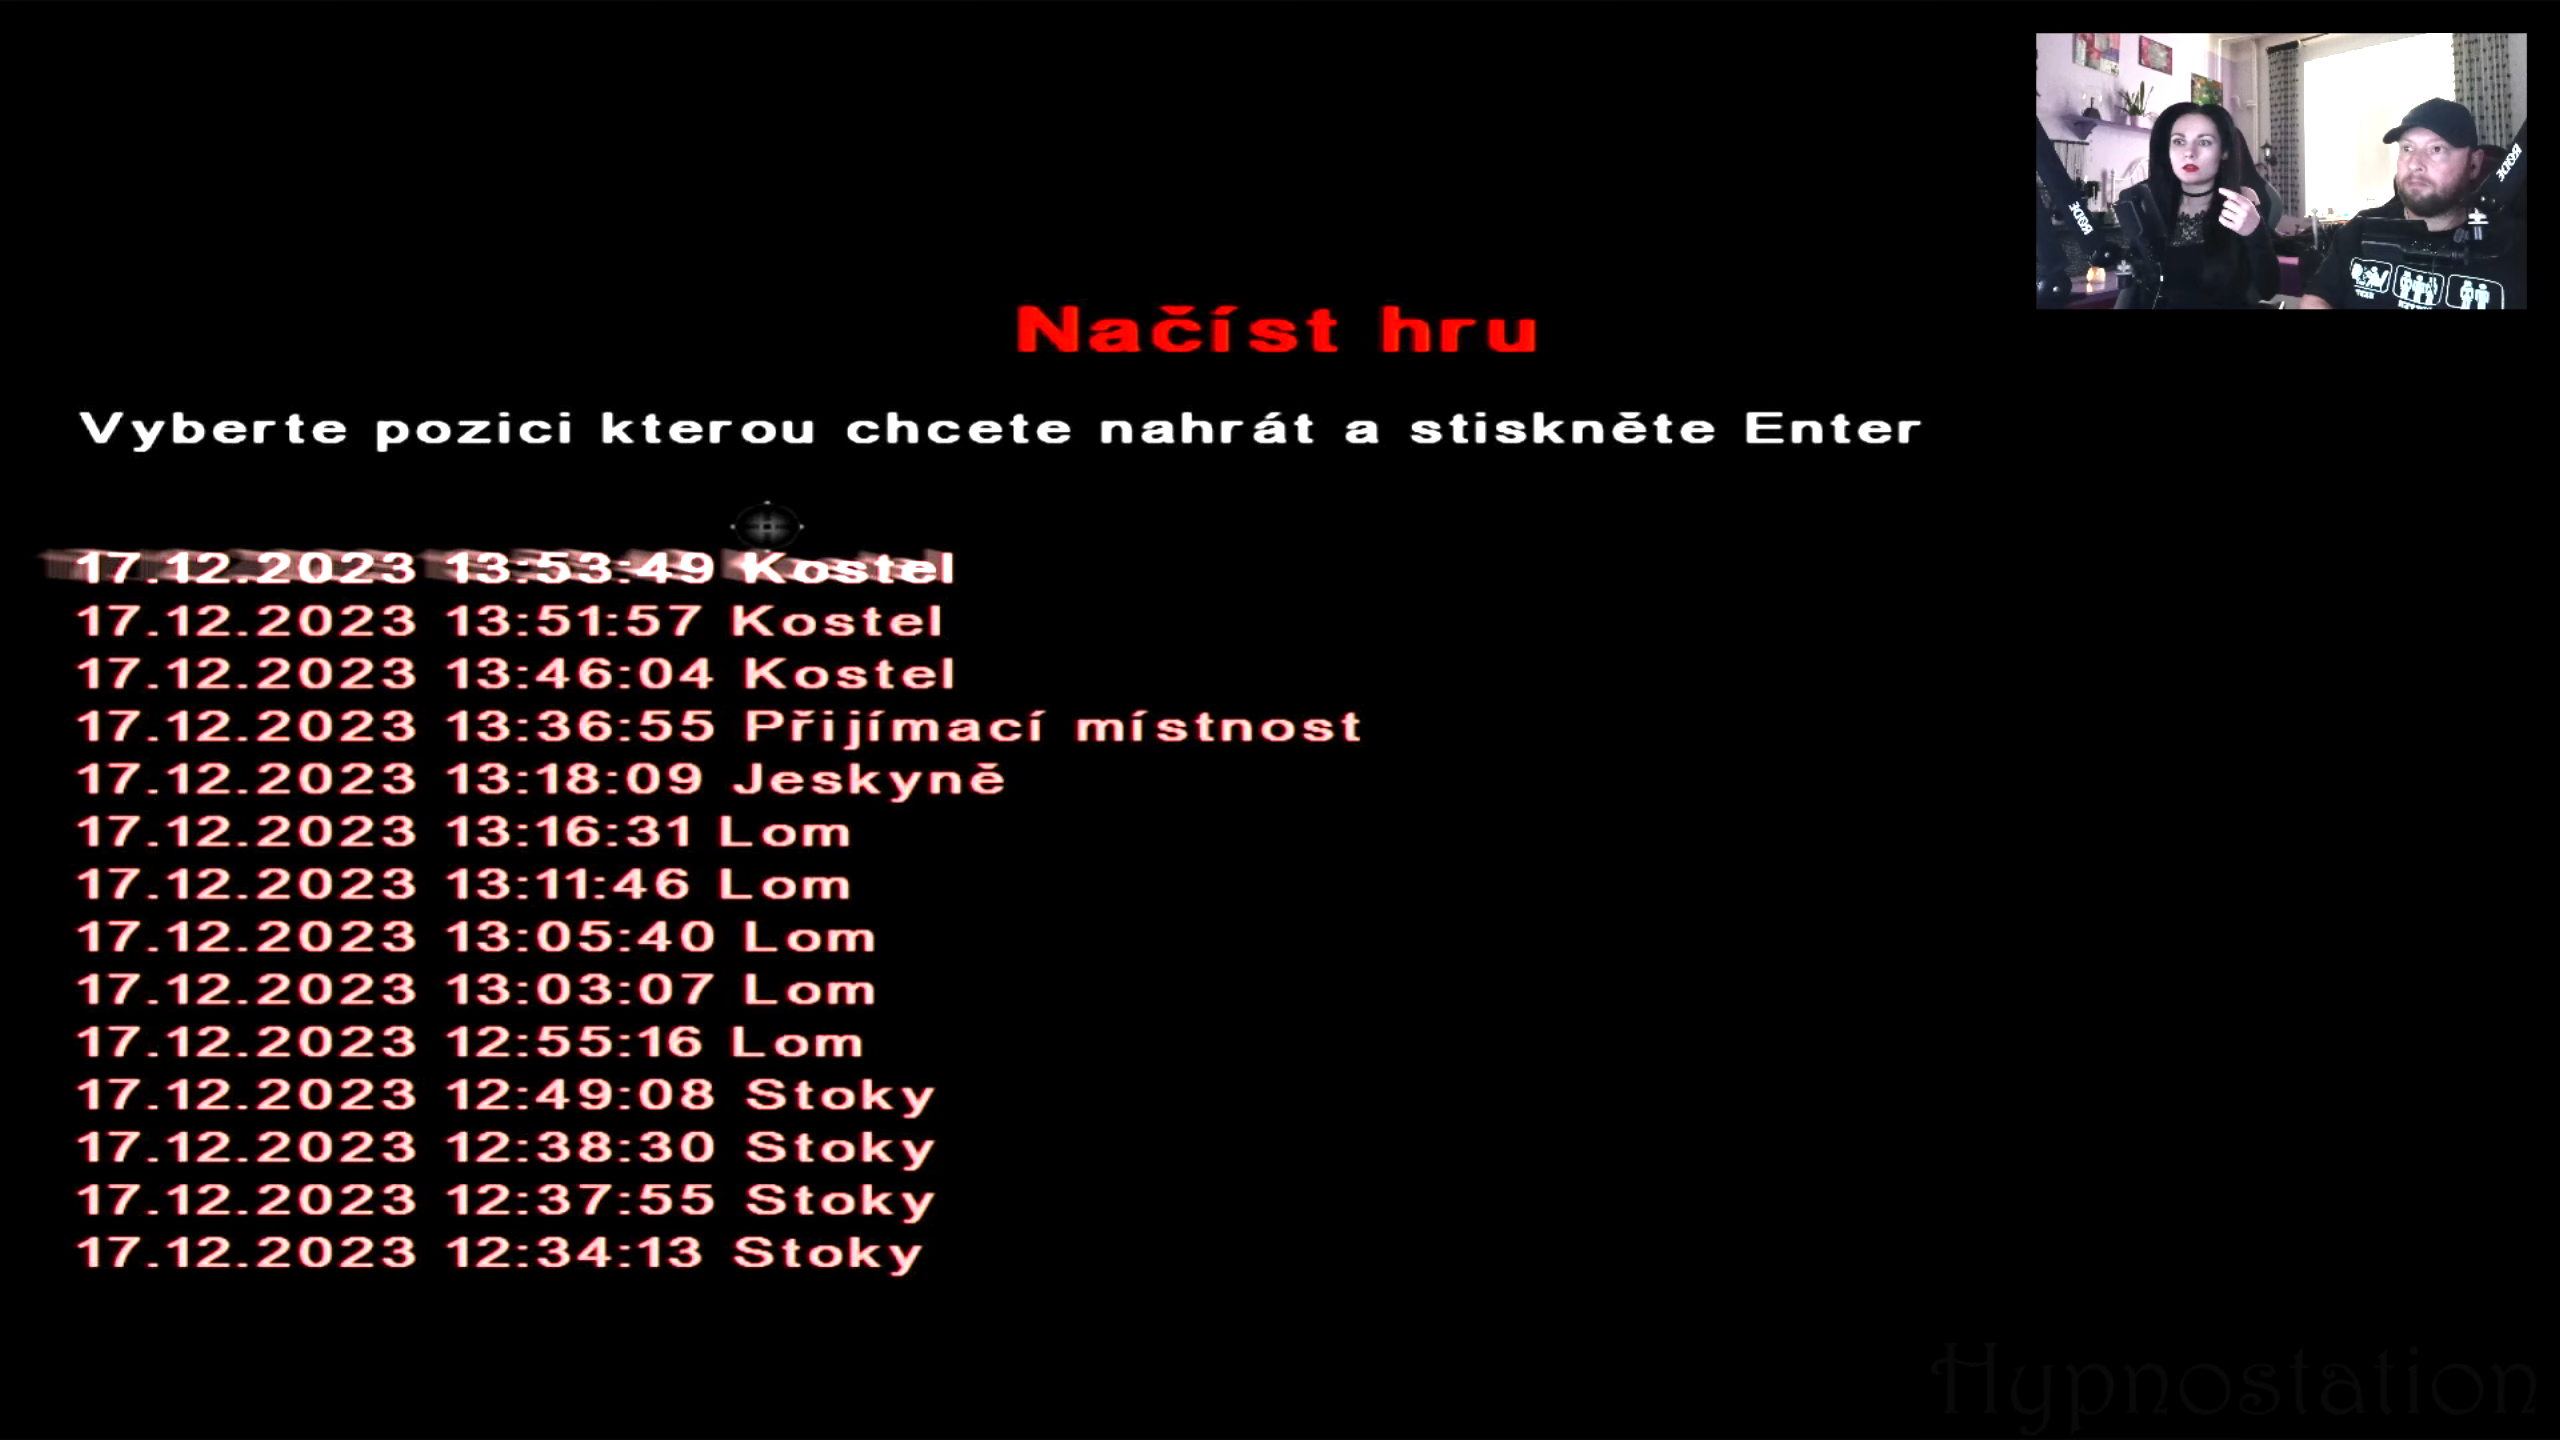 Načíst hru
Vyberte pozici kterou chcete nahrát a stiskněte Enter
17.12.2023 13:53:49 Kostel
17.12.2023 13:51:57 Kostel
17.12.2023 13:46:04 Kostel
17.12.2023 13:36:55 Přijímací místnost
17.12.2023 13:18:09 Jeskyně
17.12.2023 13:16:31 Lom
17.12.2023 13:11:46 Lom
17.12.2023 13:05:40 Lom
17.12.2023 13:03:07 Lom
17.12.2023 12:55:16 Lom
17.12.2023 12:49:08 Stoky
17.12.2023 12:38:30 Stoky
17.12.2023 12:37:55 Stoky
17.12.2023 12:34:13 Stoky
Hypnostation